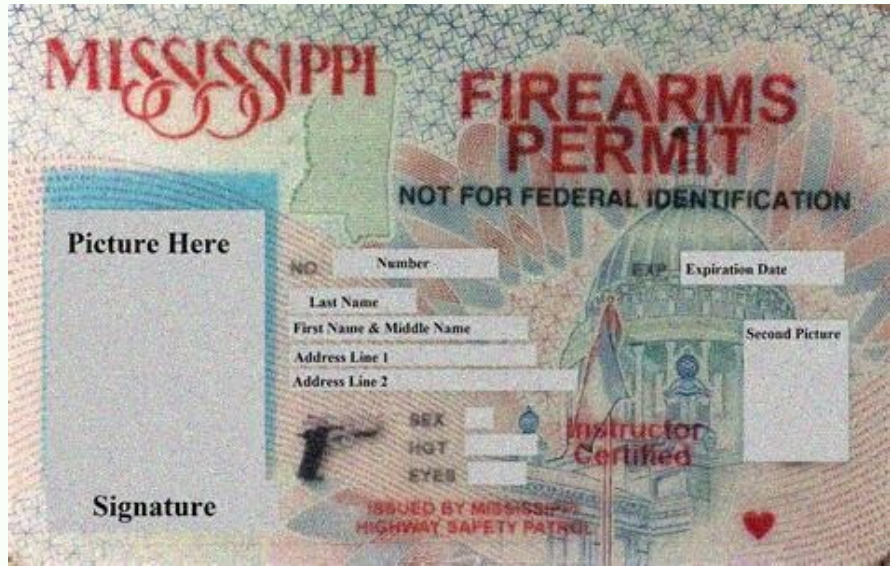 MISSISSIPPI
FIREARMS
PERMIT
NOT FOR FEDERAL IDENTIFICATION
Picture Here
NO Number
EXP Expiration Date
Last Name
First Name & Middle Name
Second Picture
Address Line 1
Address Line 2
SEX
HGT
EYES
Instructor
Certified
Signature
ISSUED BY MISSISSIPPI
HIGHWAY SAFETY PATROL